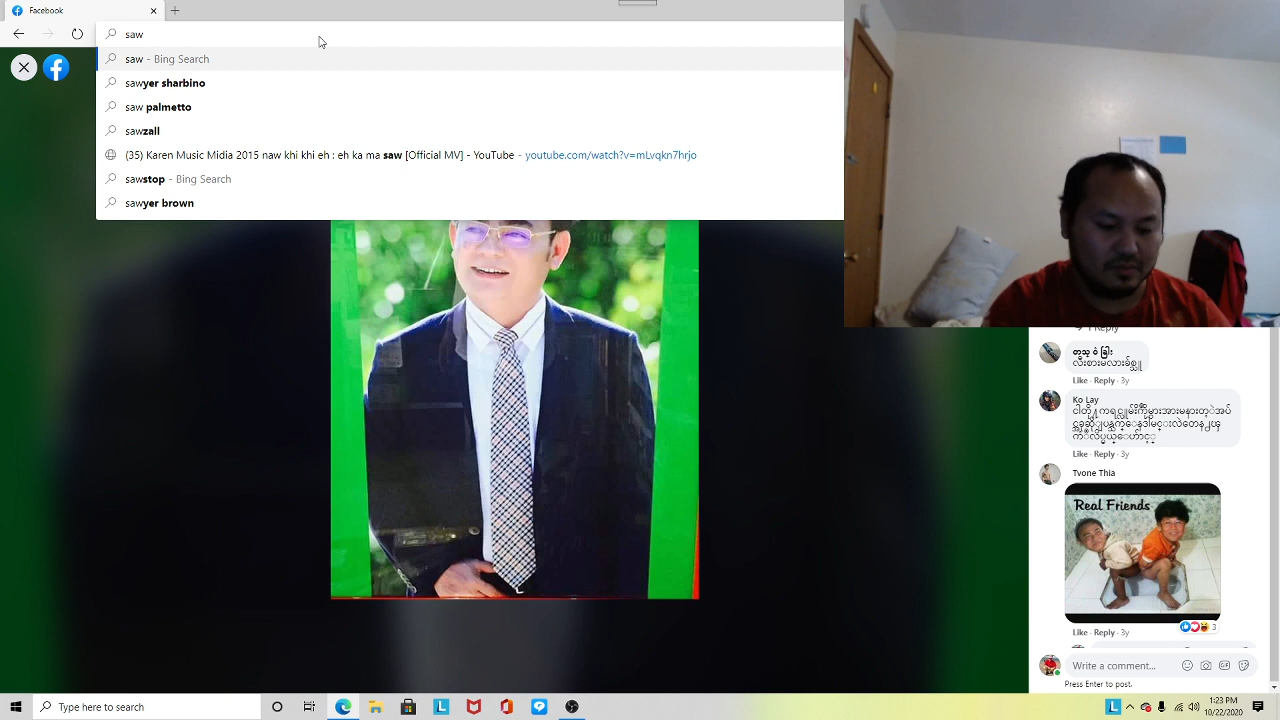 Facebook
saw
saw - Bing Search
sawyer sharbino
saw palmetto
sawzall
(35) Karen Music Midia 2015 naw khi khi eh : eh ka ma saw [Official MV] - YouTube - youtube.com/watch?v=mLvqkn7hrjo
sawstop - Bing Search
sawyer brown
1 Reply
Like · Reply · 3y
Ko Lay
Like · Reply · 3y
Tvone Thia
Real Friends
3
Like · Reply · 3y
Write a comment...
Press Enter to post.
Type here to search
1:23 PM
10/22/2020